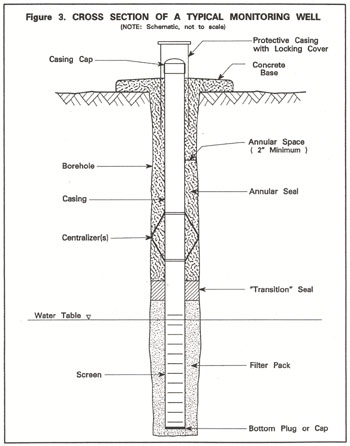 Figure 3. CROSS SECTION OF A TYPICAL MONITORING WELL
(NOTE: Schematic, not to scale)
Protective Casing
with Locking Cover
Casing Cap
Concrete
Base
Annular Space
( 2" Minimum )
Borehole
Annular Seal
Casing
Centralizer(s)
"Transition" Seal
Water Table
Filter Pack
Screen
Bottom Plug or Cap